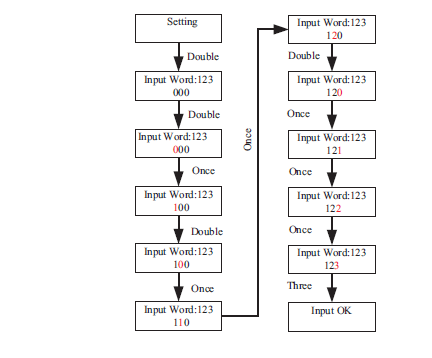 Setting
Double
Input Word:123
000
Double
Input Word:123
000
Once
Input Word:123
100
Double
Input Word:123
100
Once
Input Word:123
110
Once
Input Word:123
120
Double
Input Word:123
120
Once
Input Word:123
121
Once
Input Word:123
122
Once
Input Word:123
123
Three
Input OK